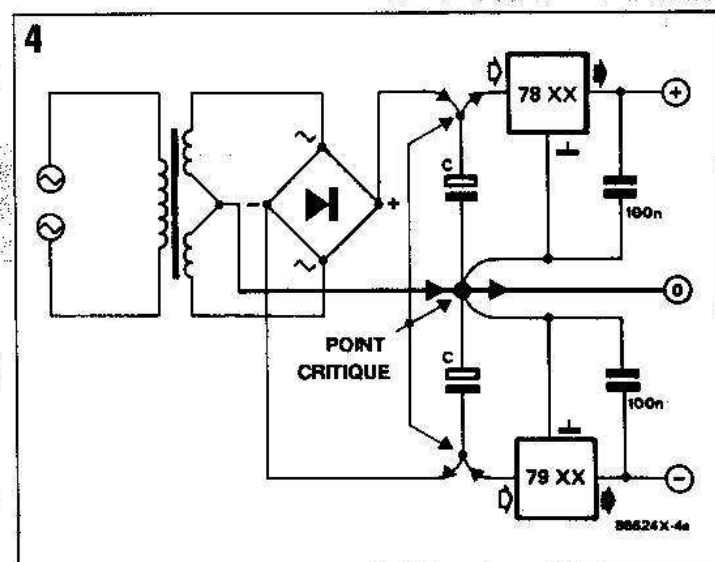 4
78 XX
+
C
100n
- +
0
POINT
CRITIQUE
C
100n
79 XX
-
86624X-4a